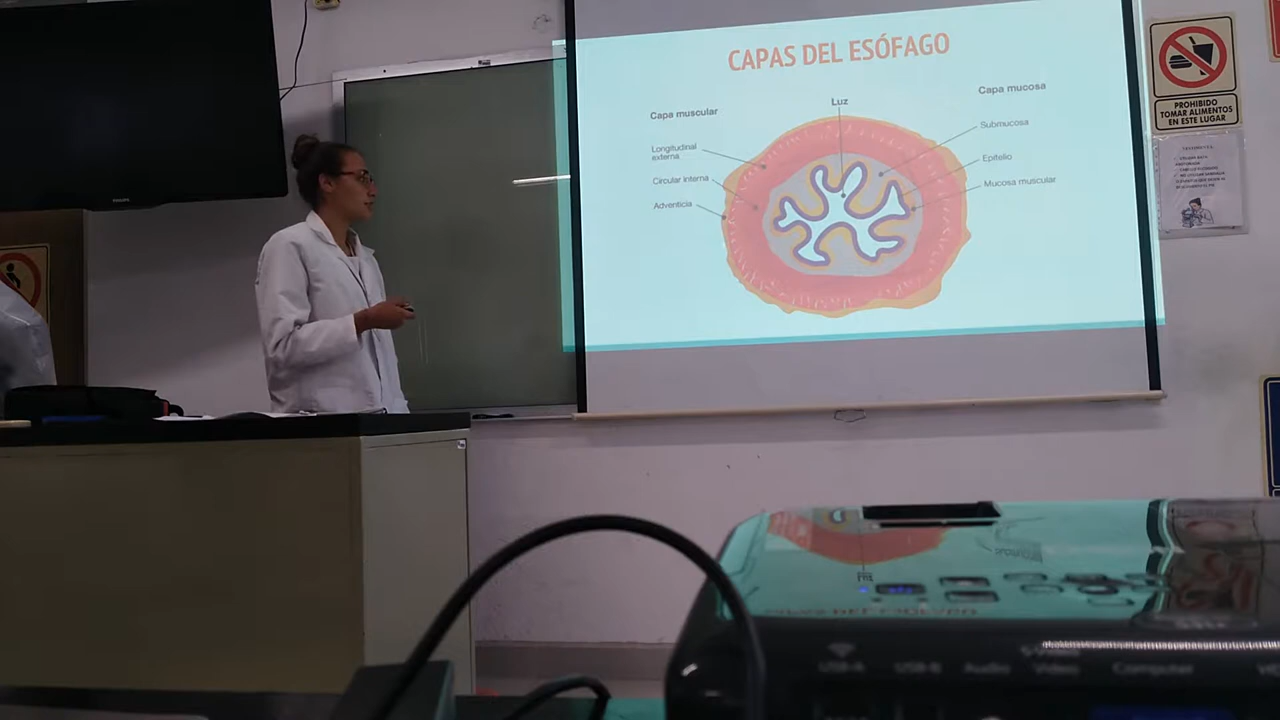 PHILIPS
CAPAS DEL ESÓFAGO
Capa muscular
Longitudinal
externa
Circular interna
Adventicia
Luz
Capa mucosa
Submucosa
Epitelio
Mucosa muscular
PROHIBIDO
TOMAR ALIMENTOS
EN ESTE LUGAR
USB-A
USB-B
Audio
Video
Computer